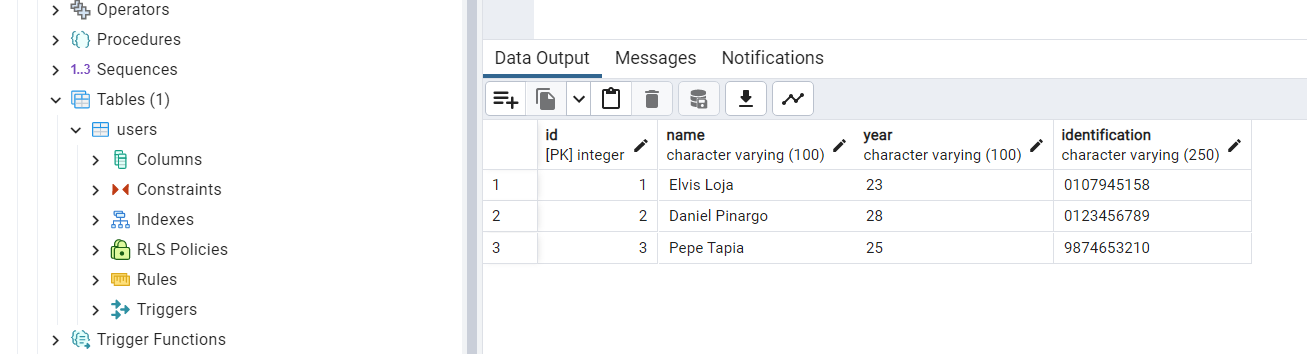 Operators
Procedures
1..3 Sequences
Tables (1)
users
Columns
Constraints
Indexes
RLS Policies
Rules
Triggers
Trigger Functions
Data Output Messages Notifications
id name year identification
[PK] integer character varying (100) character varying (100) character varying (250)
1 1 Elvis Loja 23 0107945158
2 2 Daniel Pinargo 28 0123456789
3 3 Pepe Tapia 25 9874653210